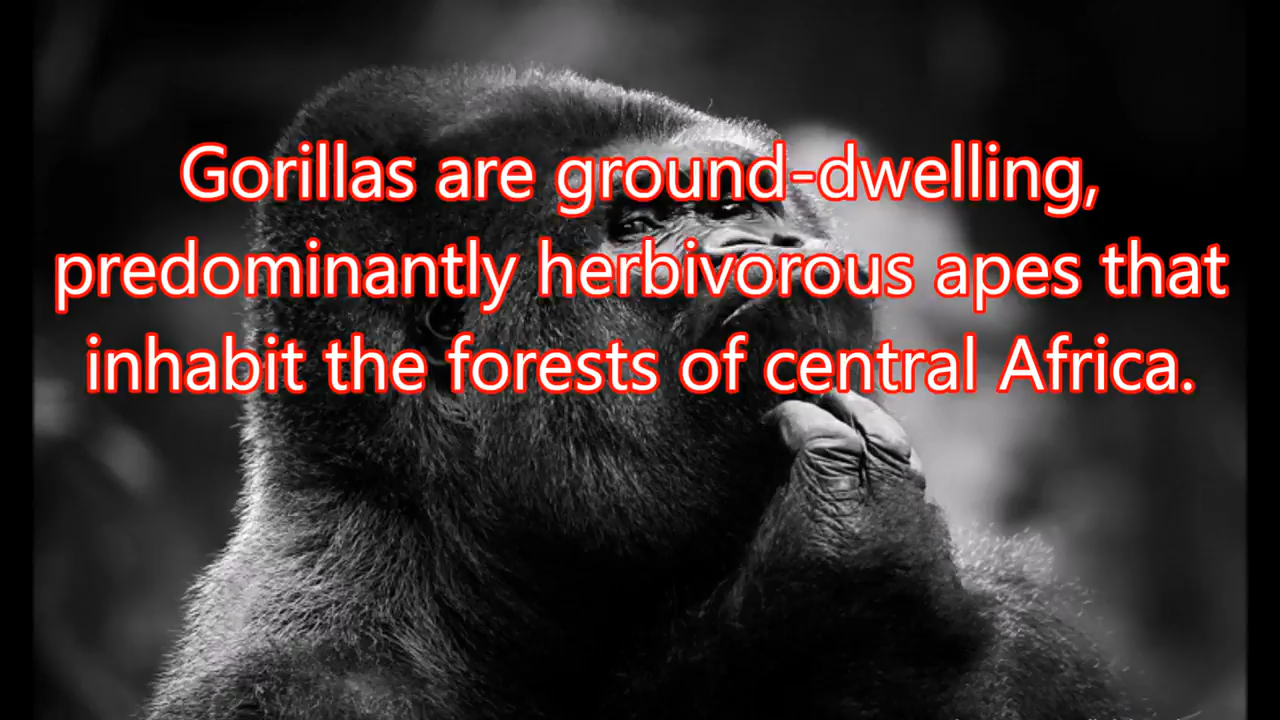 Gorillas are ground-dwelling,
predominantly herbivorous apes that
inhabit the forests of central Africa.